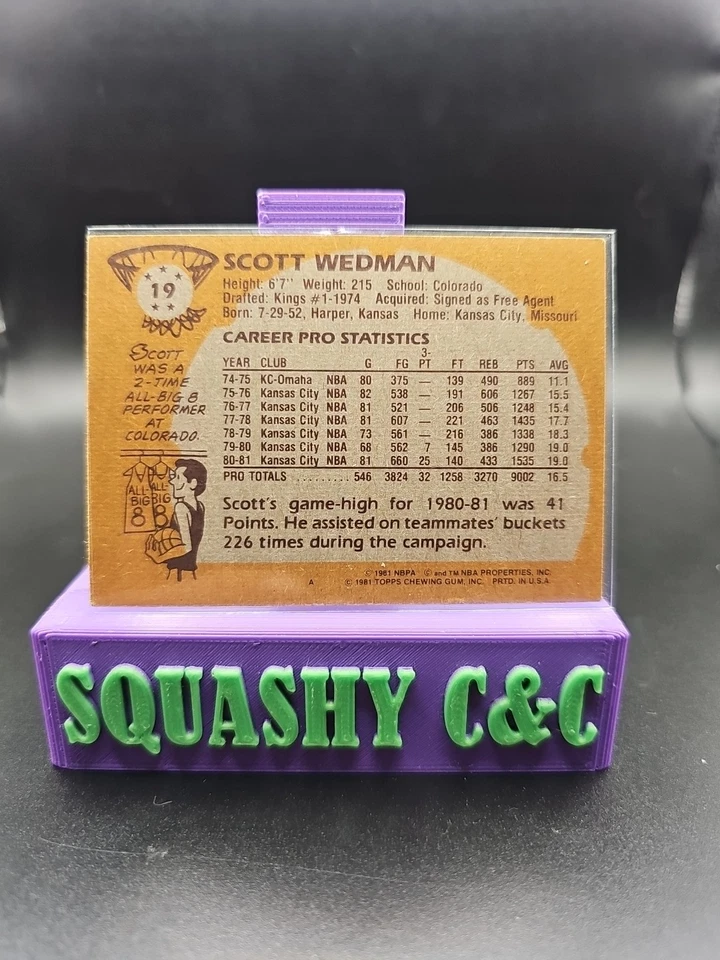 SCOTT WEDMAN
19
Height: 6'7" Weight: 215 School: Colorado
Drafted: Kings #1-1974 Acquired: Signed as Free Agent
Born: 7-29-52, Harper, Kansas Home: Kansas City, Missouri
CAREER PRO STATISTICS
YEAR CLUB G FG 3-PT FT REB PTS AVG
74-75 KC-Omaha NBA 80 375 — 139 490 889 11.1
75-76 Kansas City NBA 82 538 — 191 606 1267 15.5
76-77 Kansas City NBA 81 521 — 206 506 1248 15.4
77-78 Kansas City NBA 81 607 — 221 463 1435 17.7
78-79 Kansas City NBA 73 561 — 216 386 1338 18.3
79-80 Kansas City NBA 68 562 7 145 386 1290 19.0
80-81 Kansas City NBA 81 660 25 140 433 1535 19.0
PRO TOTALS ......... 546 3824 32 1258 3270 9002 16.5
SCOTT
WAS A
2-TIME
ALL-BIG 8
PERFORMER
AT
COLORADO.
ALL-BIG 8
ALL-BIG 8
Scott's game-high for 1980-81 was 41
Points. He assisted on teammates' buckets
226 times during the campaign.
© 1981 NBPA © and TM NBA PROPERTIES, INC.
A © 1981 TOPPS CHEWING GUM, INC. PRTD. IN U.S.A.
SQUASHY C&C